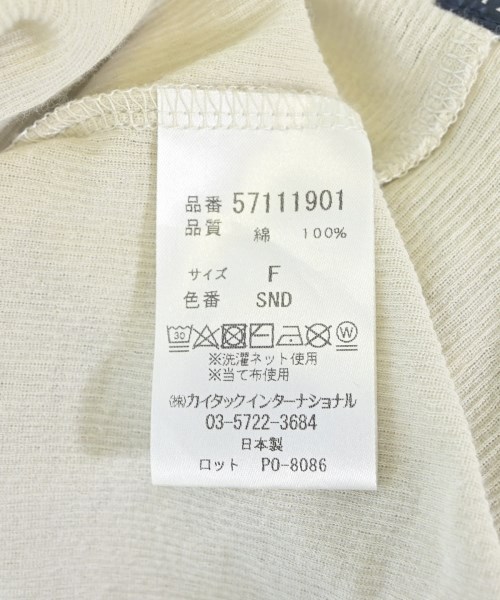 品番 57111901
品質 綿 100%
サイズ F
色番 SND
30 W
※洗濯ネット使用
※当て布使用
㈱カイタックインターナショナル
03-5722-3684
日本製
ロット PO-8086